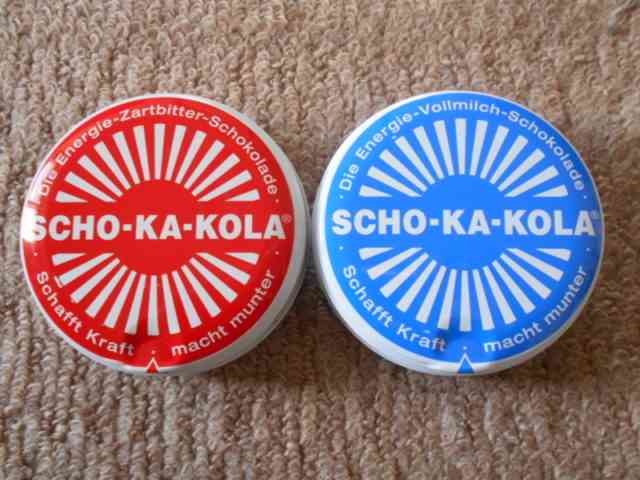 Die Energie-Zartbitter-Schokolade
SCHO-KA-KOLA®
Schafft Kraft · macht munter
Die Energie-Vollmilch-Schokolade
SCHO-KA-KOLA®
Schafft Kraft · macht munter